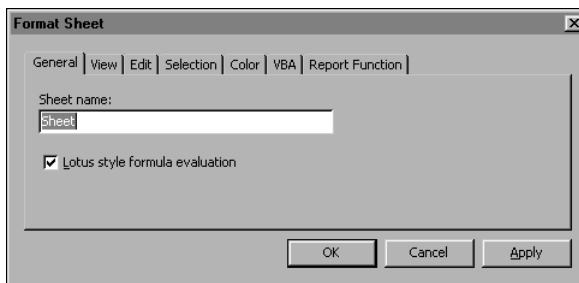 Format Sheet
General View Edit Selection Color VBA Report Function
Sheet name:
Sheet
Lotus style formula evaluation
OK Cancel Apply